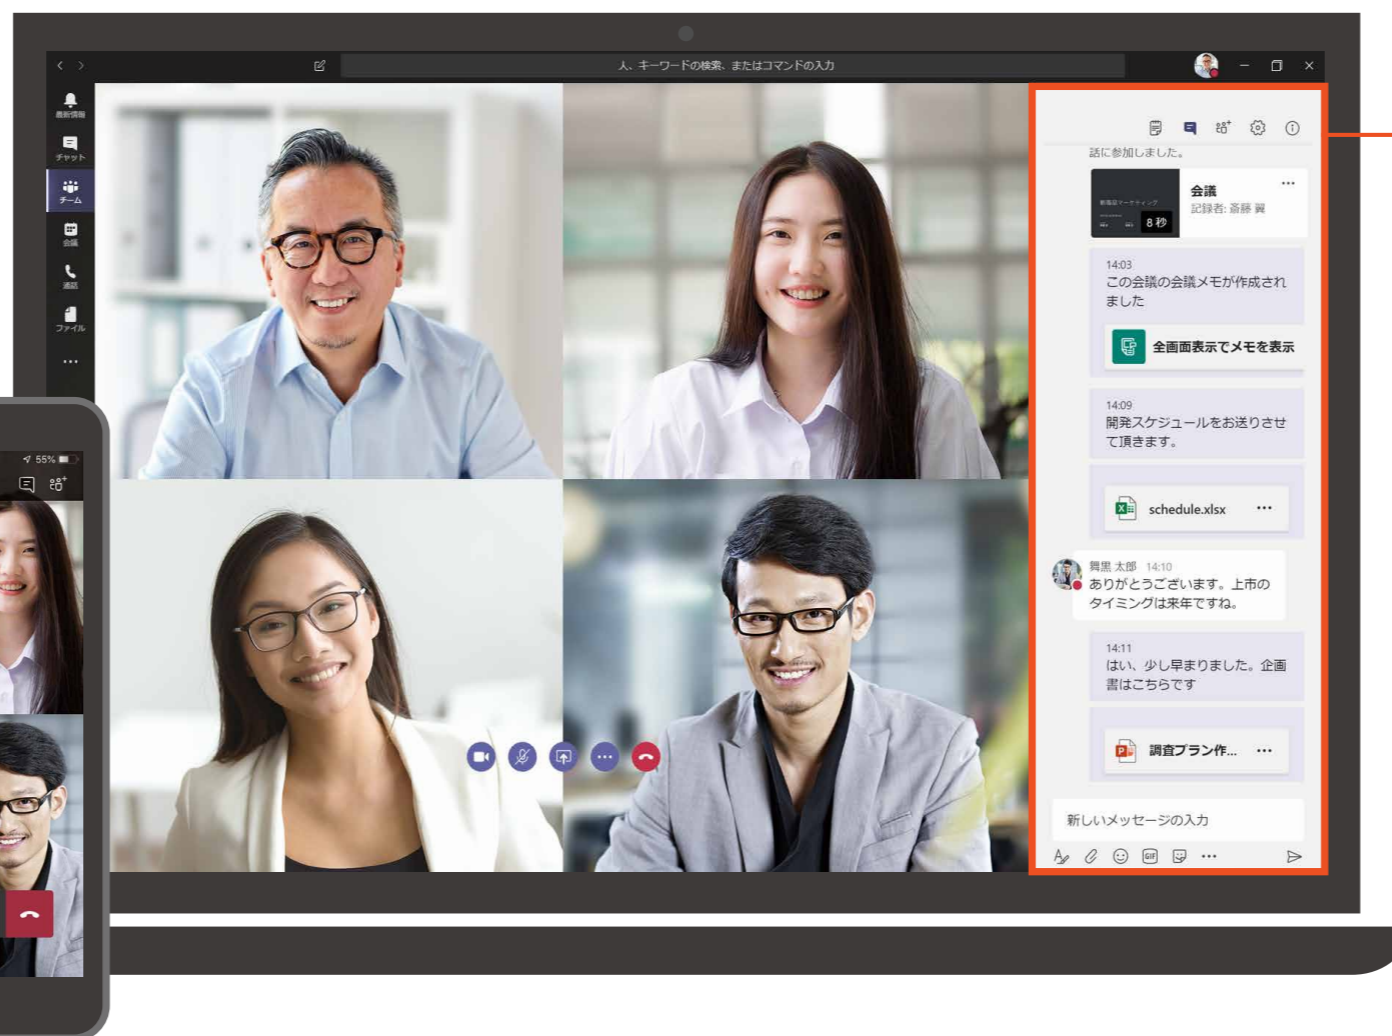 人、キーワードの検索、またはコマンドの入力
最新情報
チャット
チーム
会議
通話
ファイル
55%
話に参加しました。
8 秒
会議
記録者: 斎藤 翼
14:03
この会議の会議メモが作成され
ました
全画面表示でメモを表示
14:09
開発スケジュールをお送りさせ
て頂きます。
schedule.xlsx
舞黒 太郎 14:10
ありがとうございます。上市の
タイミングは来年ですね。
14:11
はい、少し早まりました。企画
書はこちらです
調査プラン作...
新しいメッセージの入力
GIF